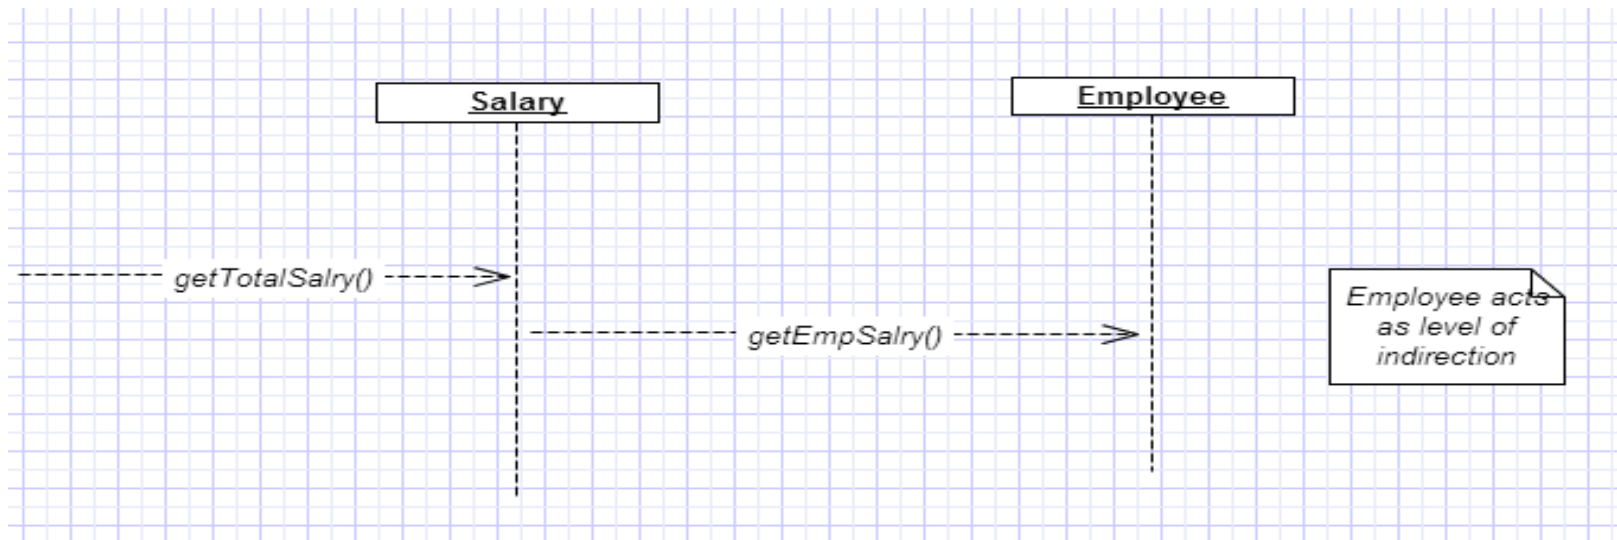 Salary
Employee
getTotalSalry()
getEmpSalry()
Employee acts
as level of
indirection